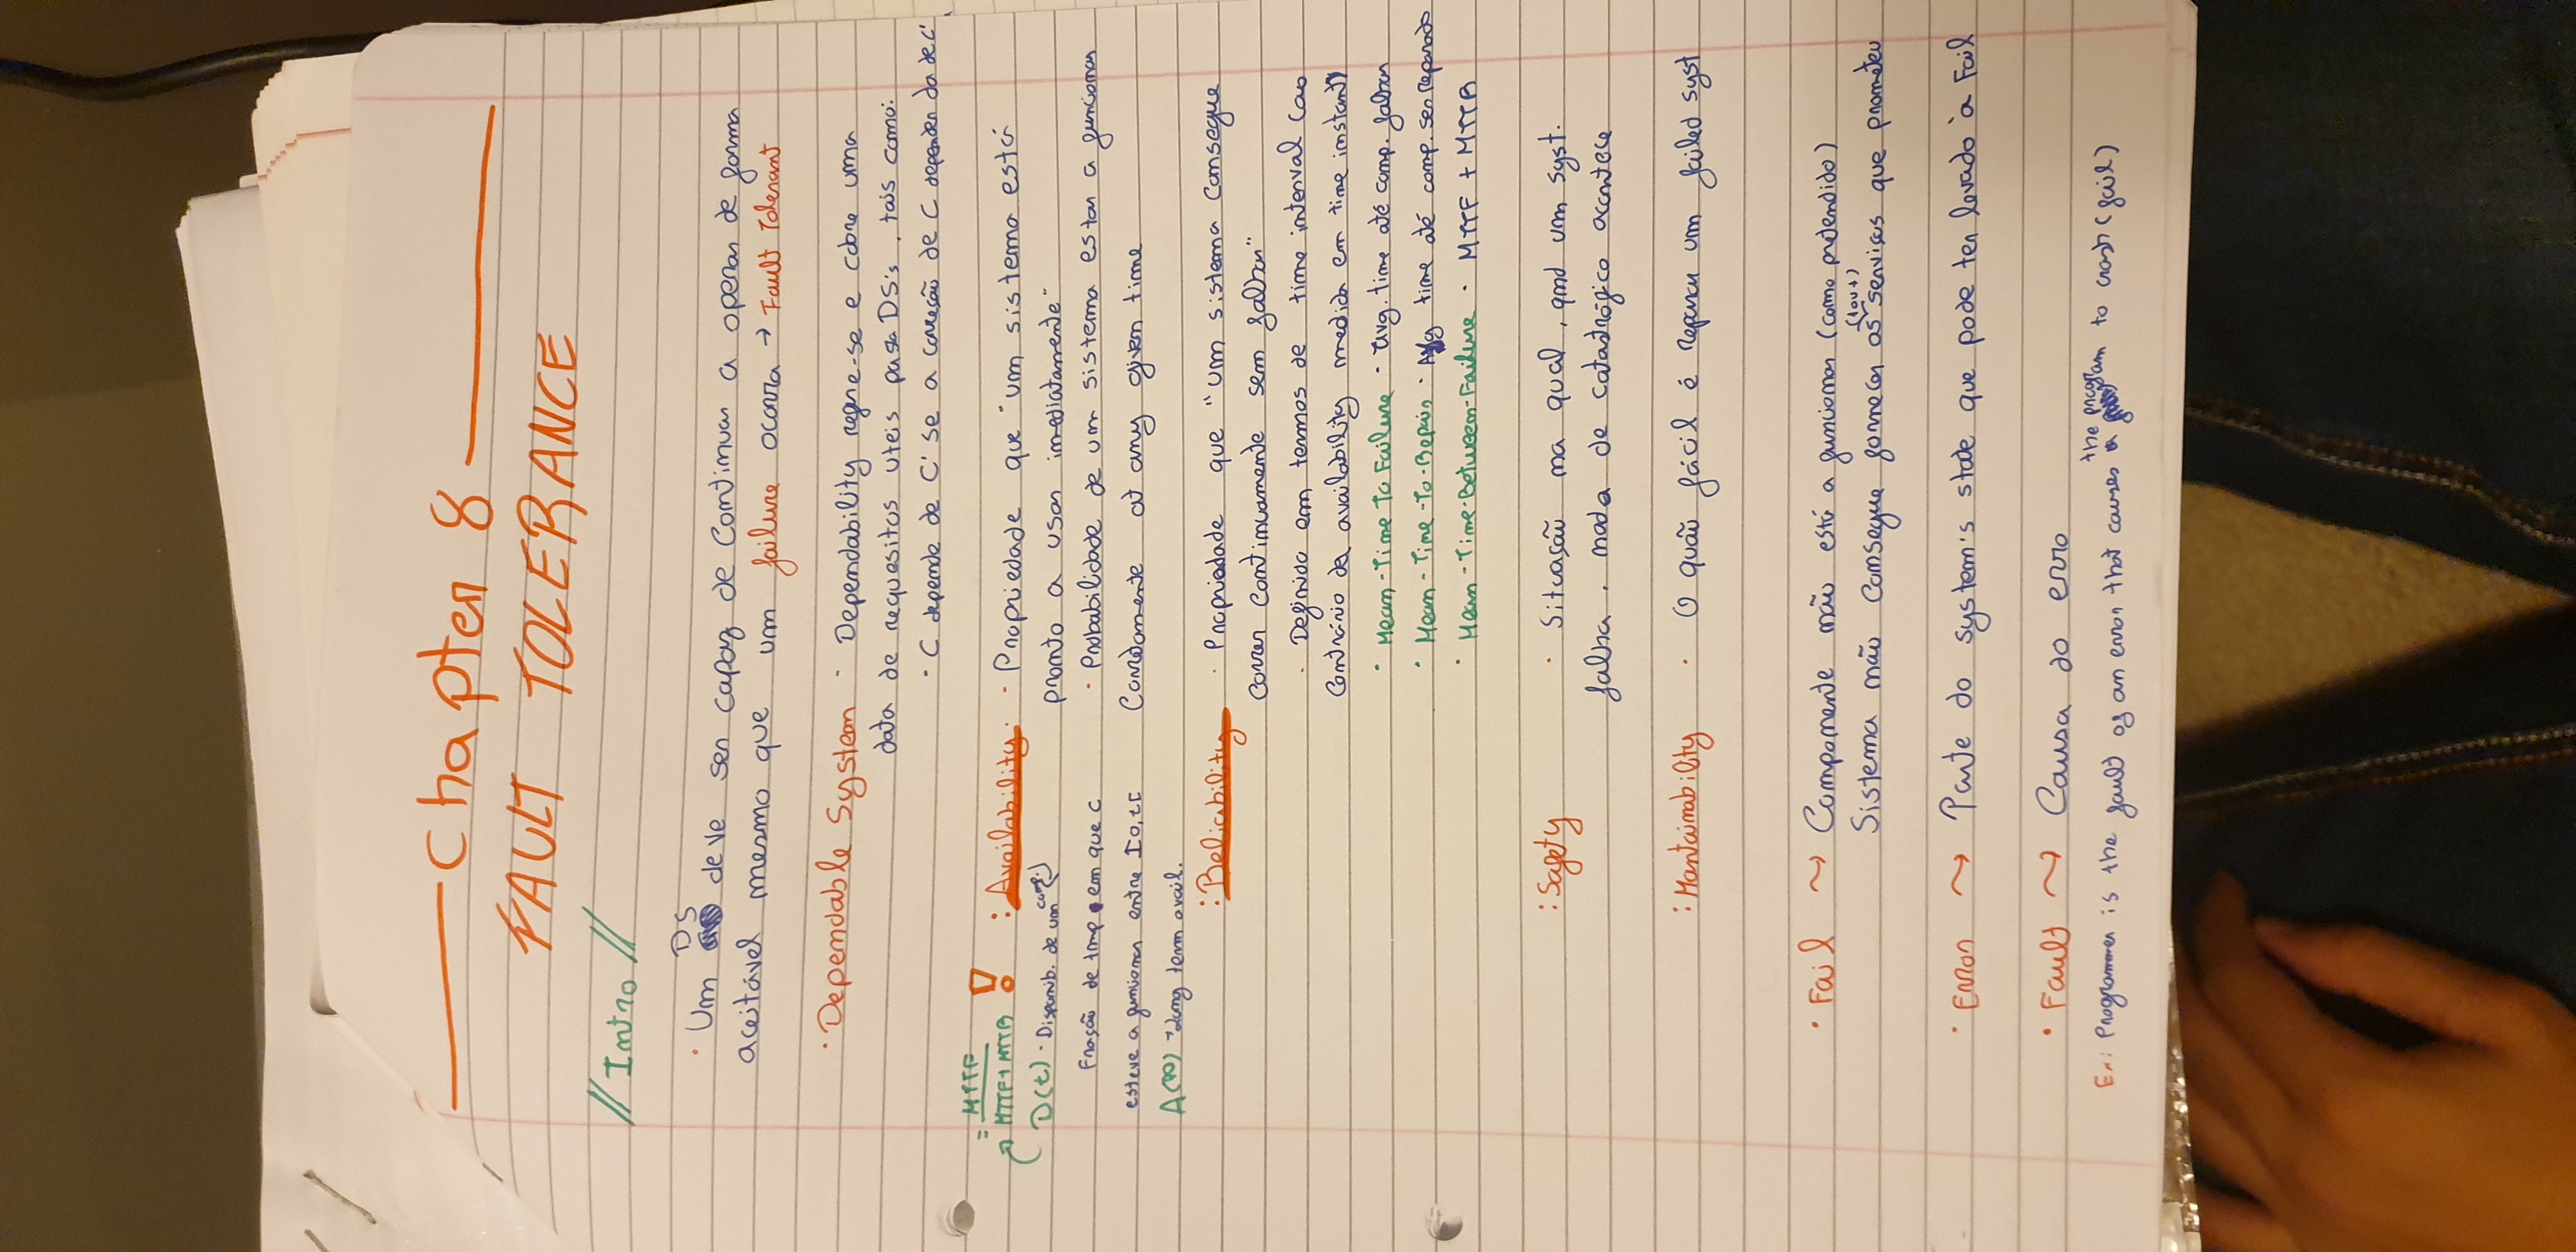 Chapter 8
FAULT TOLERANCE
// Intro //
· Um DS deve ser capaz de continuar a operar de forma
aceitável mesmo que um failure ocorra → Fault Tolerant
· Dependable System - Dependability refere-se e cobre uma
data de requesitos uteis para DS's, tais como:
· C depende de C' se a correção de C depender da de C'
= MTTF
MTTF + MTTR ! : Availability · - Propriedade que "um sistema está
D(t) · Disponib. de um comp. C pronto a usar imediatamente"
Fração de tmp em que C · Probabilidade de um sistema estar a funcionar
esteve a funcionar entre [0,t[ Corretamente at any given time
A(∞) → Long term avail.
: Reliability · Propriedade que "um sistema consegue
correr continuamente sem falhar"
· Definido em termos de time interval (ao
contrário da availability medida em time instant)
· Mean-Time To Failure - avg. time até comp. falhar
· Mean-Time-To-Repair · Avg time até comp. ser reparado
· Mean-Time-Between-Failure · MTTF + MTTR
: Safety · Situação na qual, qnd um syst.
falha, nada de catastrófico acontece
: Mantainability · O quão fácil é reparar um failed syst
· Fail ~> Componente não está a funcionar (como pretendido)
Sistema não consegue fornecer os serviços que prometeu
· Error ~> Parte do system's state que pode ter levado à Fail
· Fault ~> Causa do erro
Ex: Programmer is the fault of an error that causes the program to crash (fail)